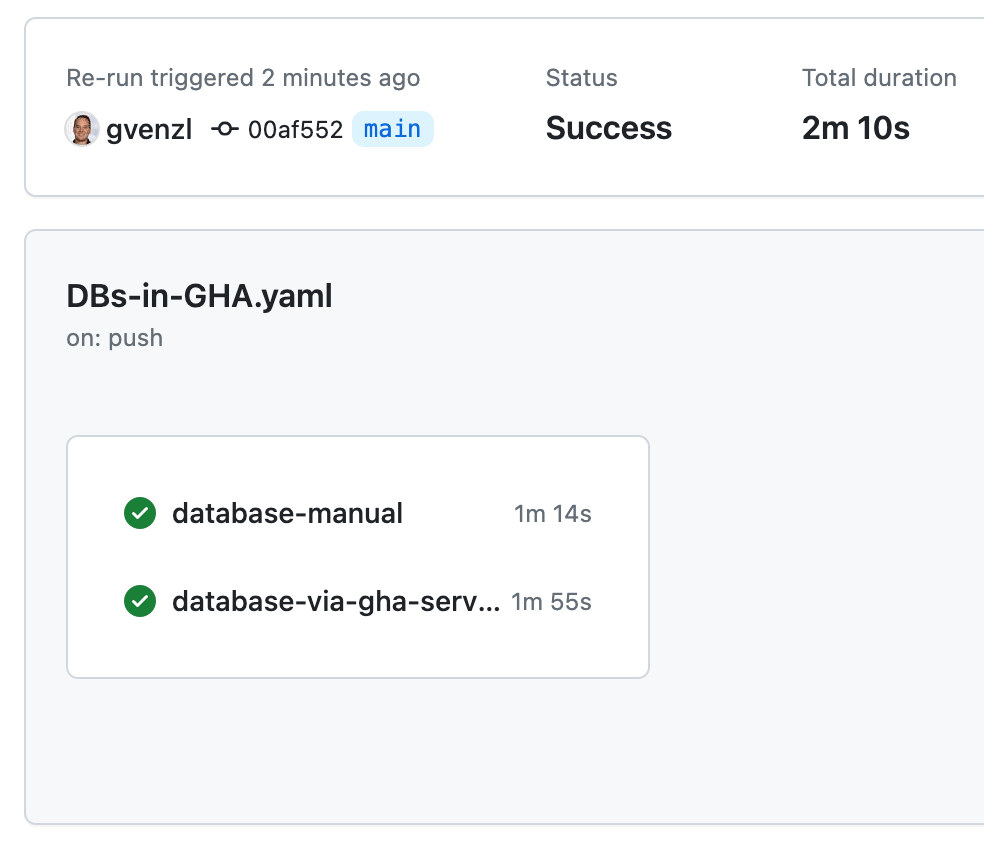 Re-run triggered 2 minutes ago
gvenzl 00af552 main
Status
Success
Total duration
2m 10s
DBs-in-GHA.yaml
on: push
database-manual 1m 14s
database-via-gha-serv... 1m 55s